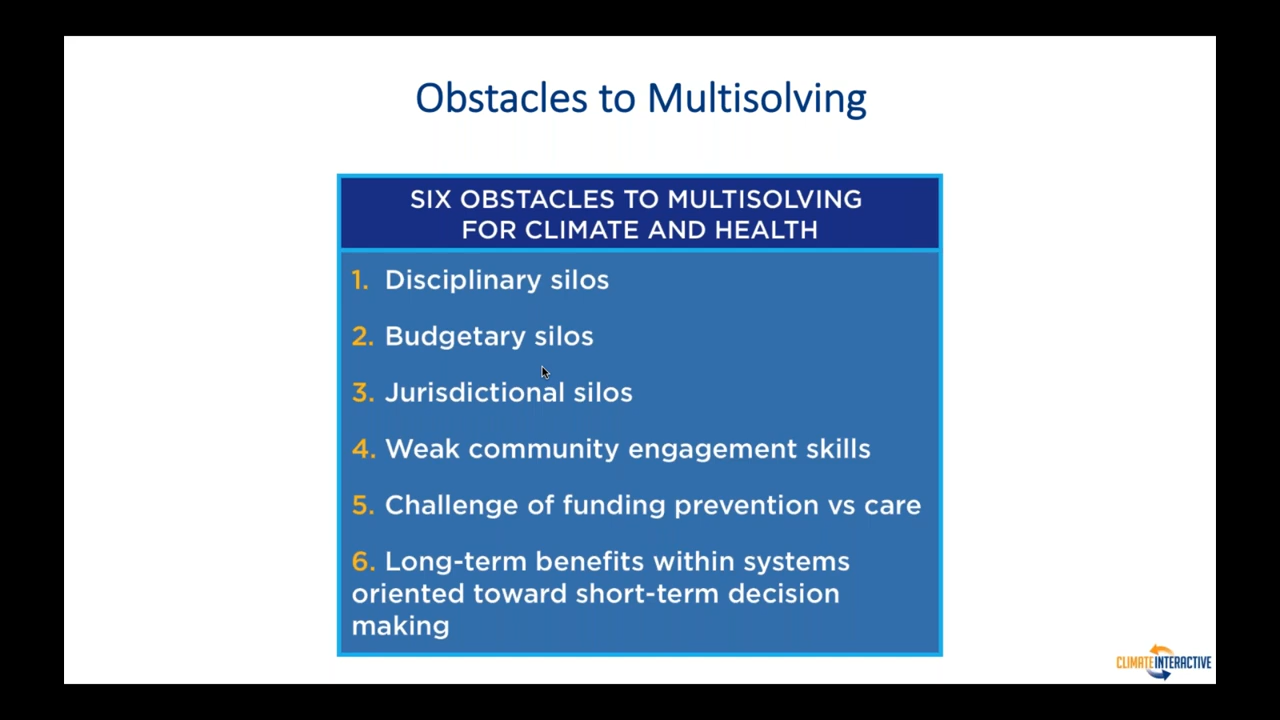 Obstacles to Multisolving
SIX OBSTACLES TO MULTISOLVING
FOR CLIMATE AND HEALTH
1. Disciplinary silos
2. Budgetary silos
3. Jurisdictional silos
4. Weak community engagement skills
5. Challenge of funding prevention vs care
6. Long-term benefits within systems
oriented toward short-term decision
making
CLIMATEINTERACTIVE